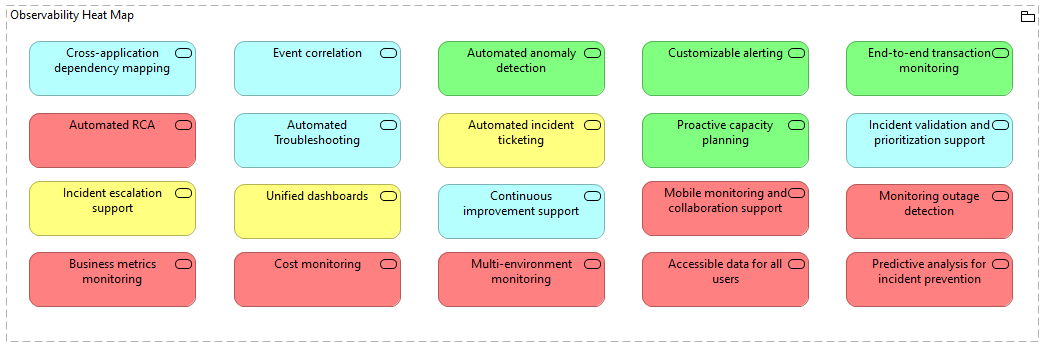 Observability Heat Map
Cross-application
dependency mapping
Event correlation
Automated anomaly
detection
Customizable alerting
End-to-end transaction
monitoring
Automated RCA
Automated
Troubleshooting
Automated incident
ticketing
Proactive capacity
planning
Incident validation and
prioritization support
Incident escalation
support
Unified dashboards
Continuous
improvement support
Mobile monitoring and
collaboration support
Monitoring outage
detection
Business metrics
monitoring
Cost monitoring
Multi-environment
monitoring
Accessible data for all
users
Predictive analysis for
incident prevention